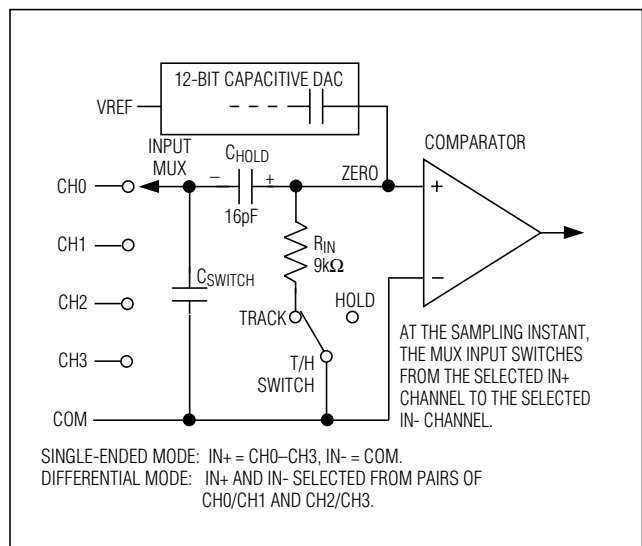 12-BIT CAPACITIVE DAC
VREF
COMPARATOR
INPUT
MUX
CHOLD
ZERO
– +
+
CH0
16pF
CH1
RIN
9kΩ
–
CSWITCH
HOLD
CH2
TRACK
AT THE SAMPLING INSTANT,
THE MUX INPUT SWITCHES
FROM THE SELECTED IN+
CHANNEL TO THE SELECTED
IN- CHANNEL.
CH3
T/H
SWITCH
COM
SINGLE-ENDED MODE: IN+ = CH0–CH3, IN- = COM.
DIFFERENTIAL MODE: IN+ AND IN- SELECTED FROM PAIRS OF
CH0/CH1 AND CH2/CH3.